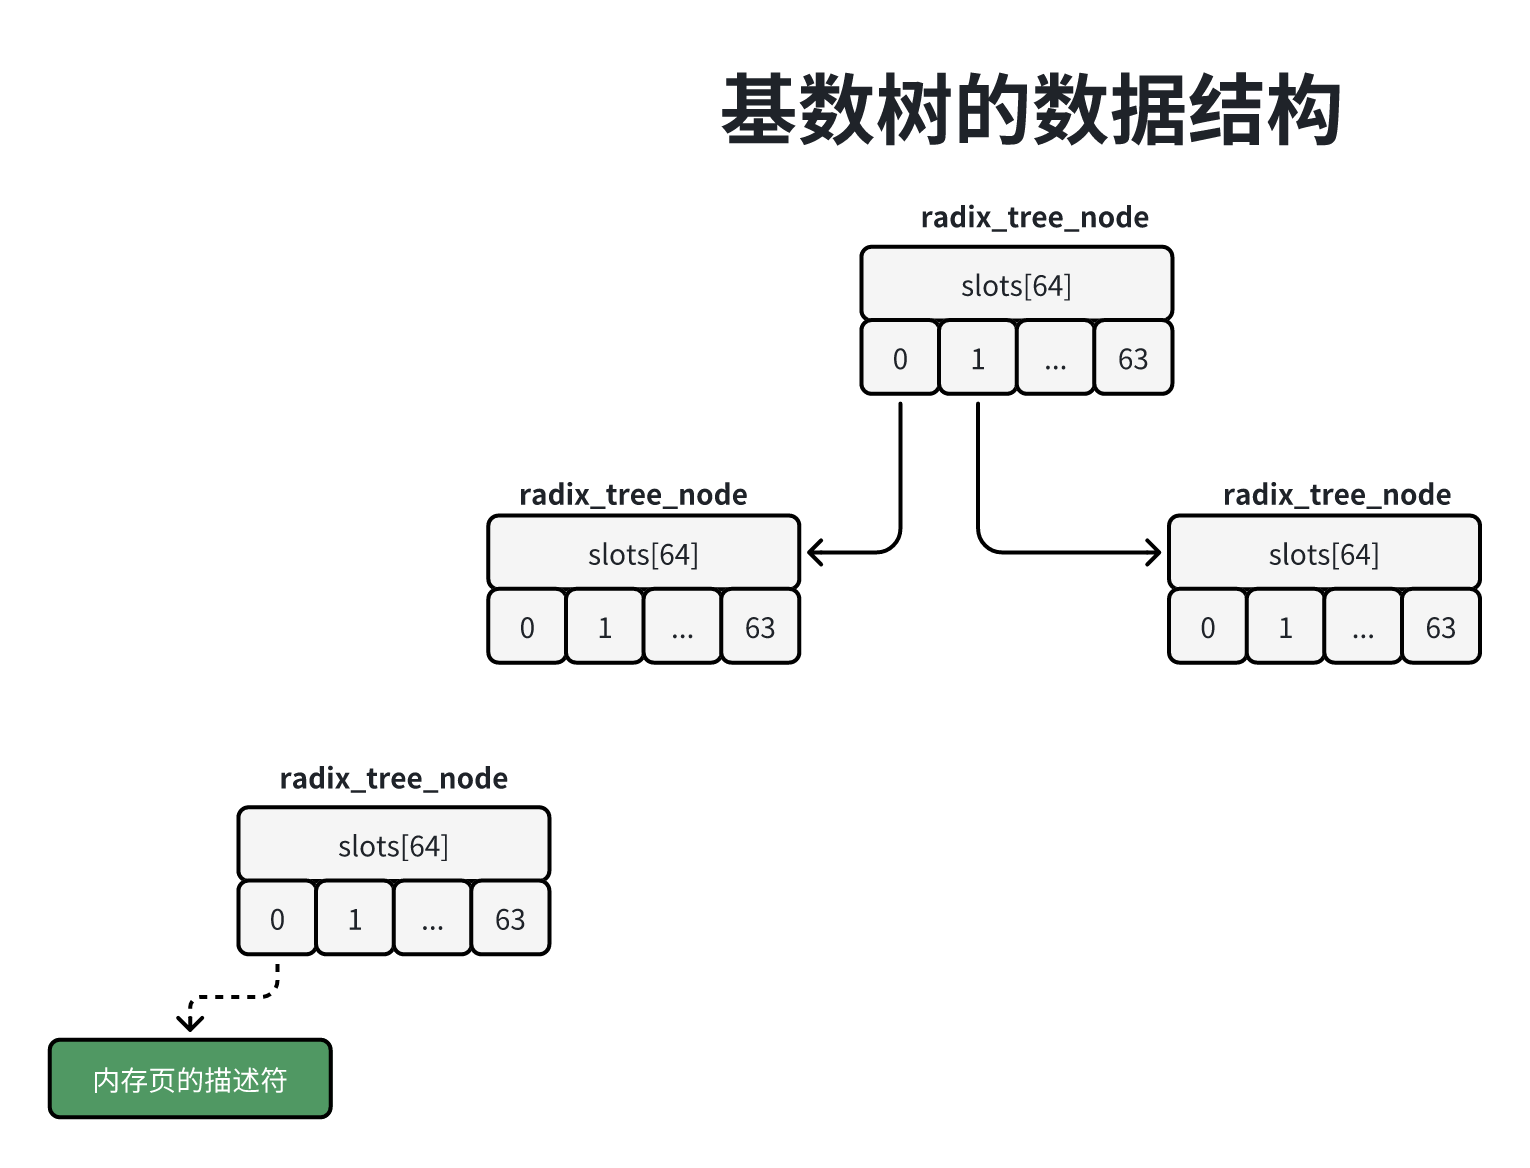 基数树的数据结构
radix_tree_node
slots[64]
0 1 ... 63
radix_tree_node radix_tree_node
slots[64] slots[64]
0 1 ... 63 0 1 ... 63
radix_tree_node
slots[64]
0 1 ... 63
内存页的描述符